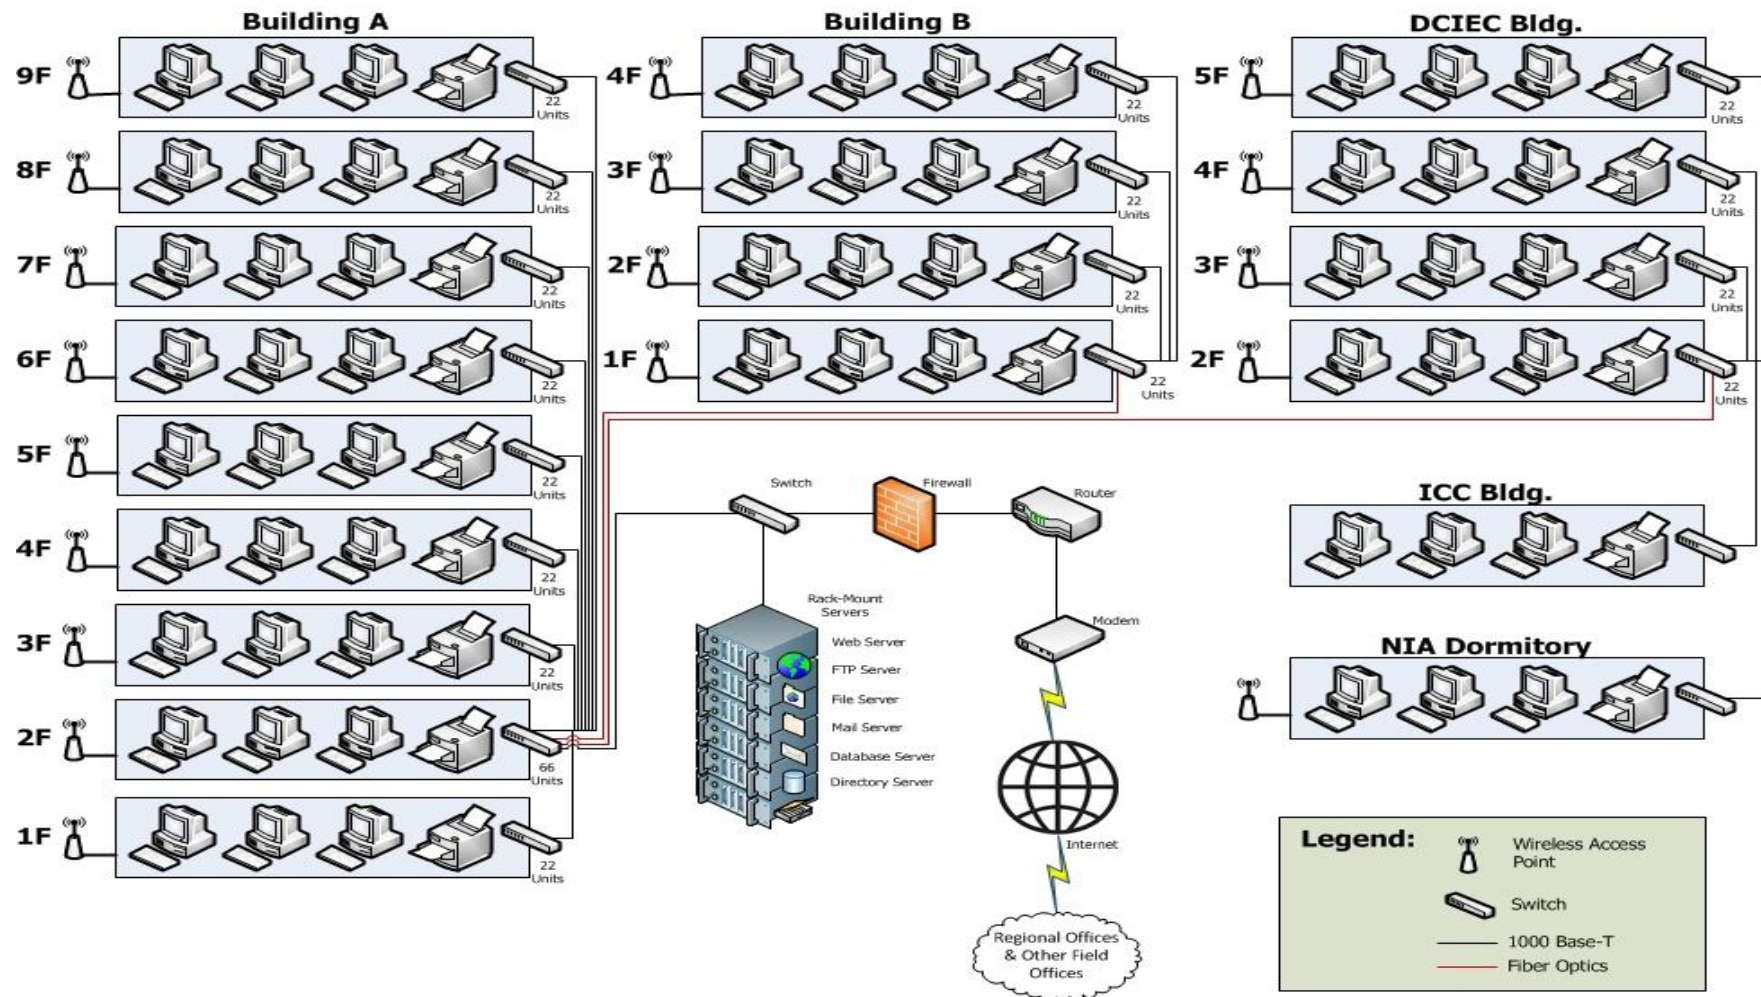 Building A
9F
22
Units
8F
22
Units
7F
22
Units
6F
22
Units
5F
22
Units
4F
22
Units
3F
22
Units
2F
66
Units
1F
22
Units
Building B
4F
22
Units
3F
22
Units
2F
22
Units
1F
22
Units
DCIEC Bldg.
5F
22
Units
4F
22
Units
3F
22
Units
2F
22
Units
ICC Bldg.
NIA Dormitory
Switch
Firewall
Router
Rack-Mount
Servers
Web Server
FTP Server
File Server
Mail Server
Database Server
Directory Server
Modem
Internet
Regional Offices
& Other Field
Offices
Legend:
Wireless Access
Point
Switch
1000 Base-T
Fiber Optics